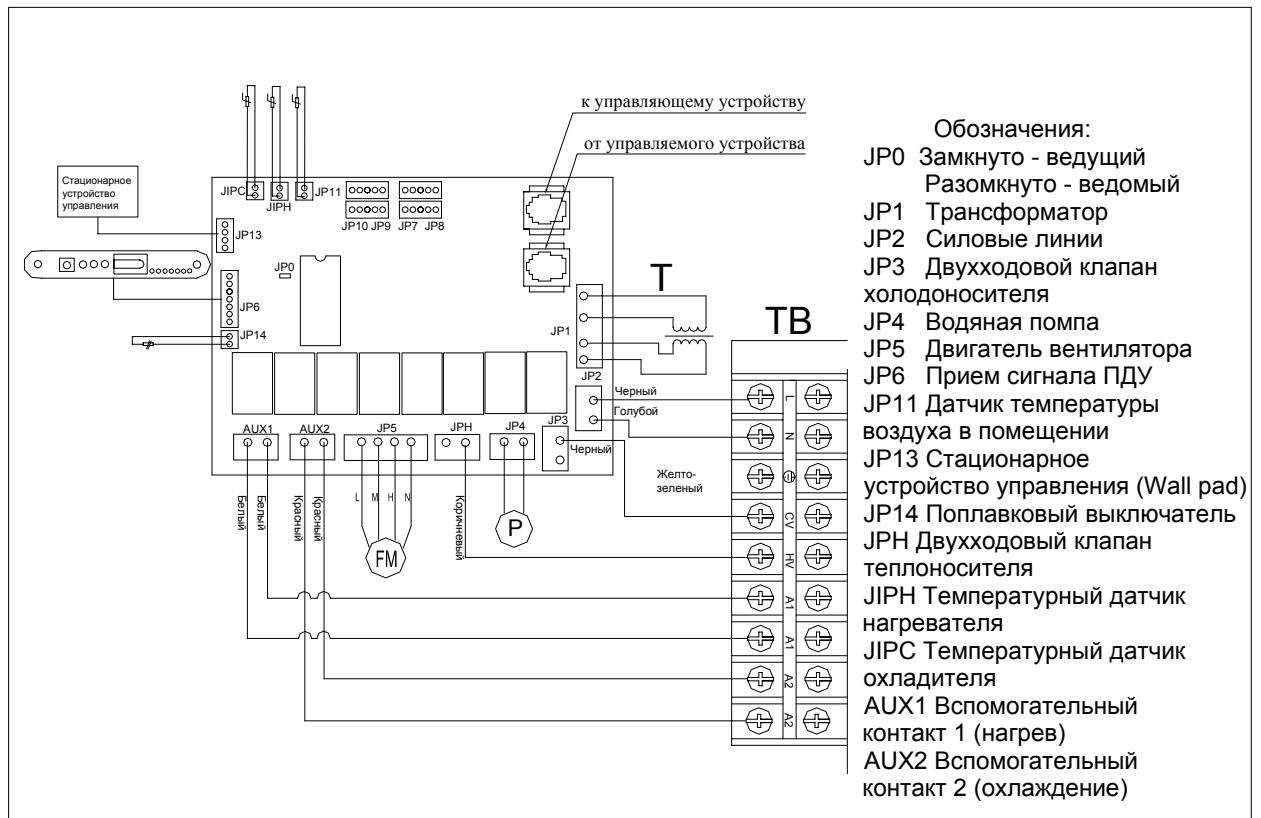 к управляющему устройству
от управляемого устройства
Стационарное
устройство
управления
JIPC
JIPH
JP11
JP10 JP9 JP7 JP8
JP13
JP0
JP6
JP14
JP1
T
TB
JP2
Черный
Голубой
JP3
Черный
AUX1
AUX2
JP5
JPH
JP4
Желто-
зеленый
Белый
Белый
Красный
Красный
L
M
H
N
Коричневый
P
FM
L
N
CV
HV
A1
A1
A2
A2
Обозначения:
JP0 Замкнуто - ведущий
Разомкнуто - ведомый
JP1 Трансформатор
JP2 Силовые линии
JP3 Двухходовой клапан
холодоносителя
JP4 Водяная помпа
JP5 Двигатель вентилятора
JP6 Прием сигнала ПДУ
JP11 Датчик температуры
воздуха в помещении
JP13 Стационарное
устройство управления (Wall pad)
JP14 Поплавковый выключатель
JPH Двухходовый клапан
теплоносителя
JIPH Температурный датчик
нагревателя
JIPC Температурный датчик
охладителя
AUX1 Вспомогательный
контакт 1 (нагрев)
AUX2 Вспомогательный
контакт 2 (охлаждение)